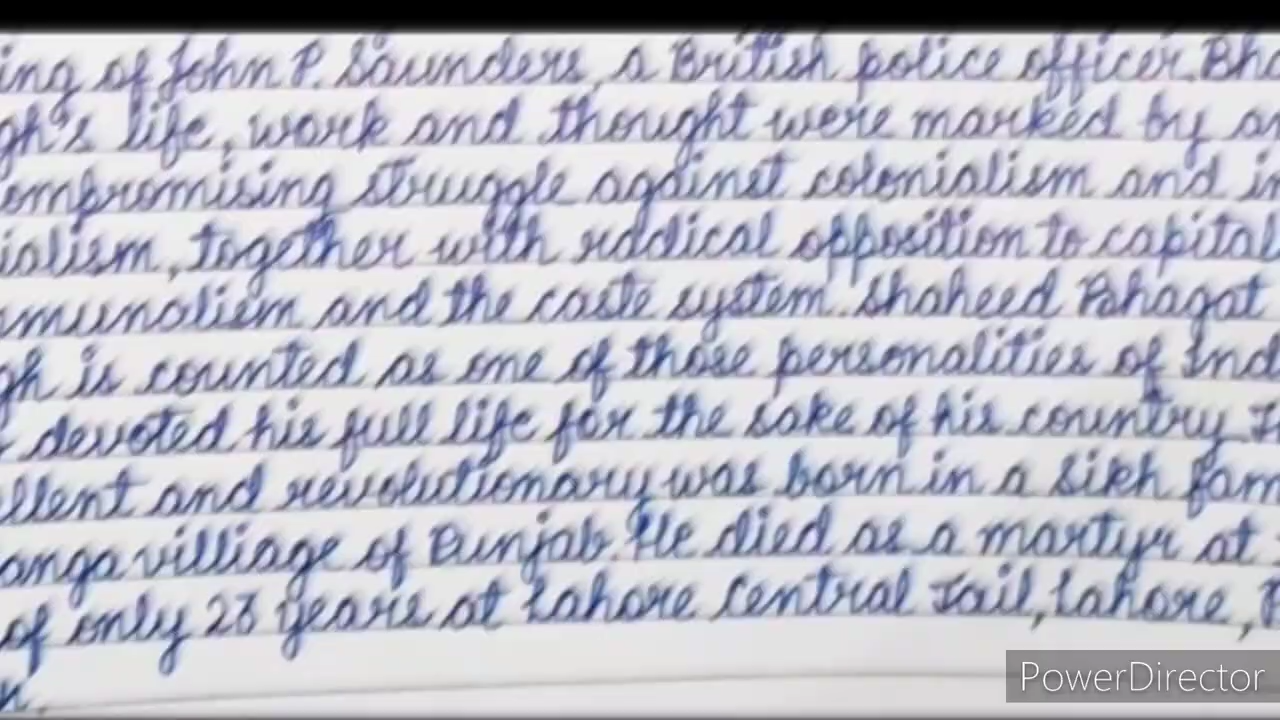 ing of John P. Saunders, a British police officer. Bha
gh's life, work and thought were marked by an
ompromising struggle against colonialism and im
ialism, together with radical opposition to capital
mmunalism and the caste system. Shaheed Bhagat
gh is counted as one of those personalities of Ind
devoted his full life for the sake of his country
ellent and revolutionary was born in a Sikh fam
anga villiage of Punjab. He died as a martyr at
of only 23 years at Lahore Central Jail, Lahore, P
n.
PowerDirector